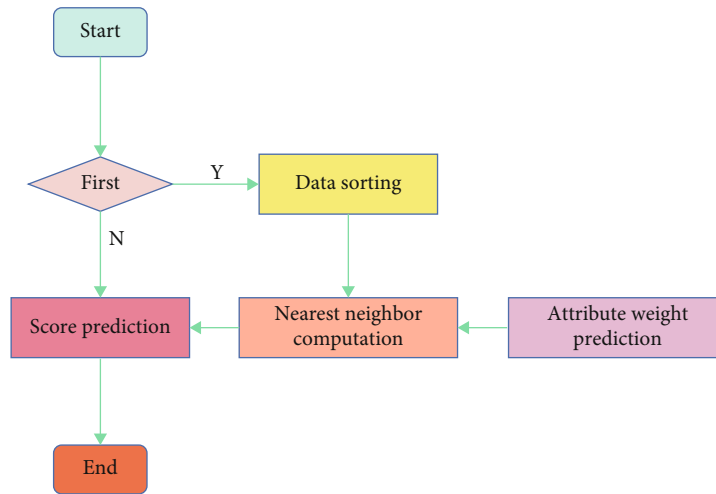 Start
First
Y
Data sorting
N
Score prediction
Nearest neighbor
computation
Attribute weight
prediction
End